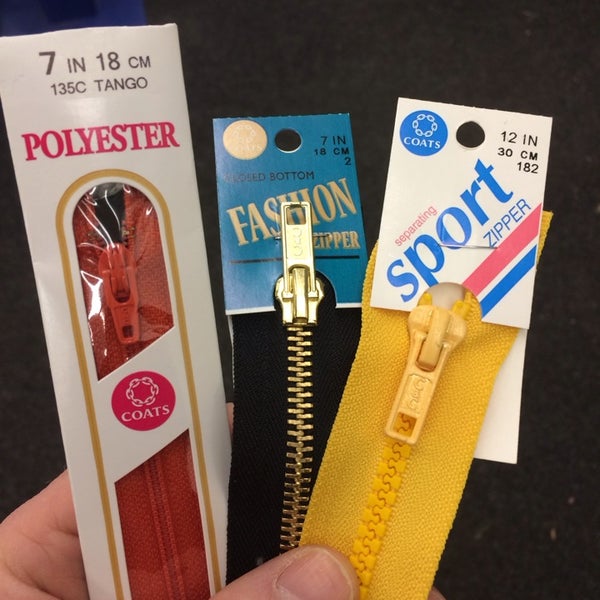 7 IN 18 CM
135C TANGO
POLYESTER
COATS
COATS
7 IN
18 CM
2
CLOSED BOTTOM
FASHION
ZIPPER
COATS
12 IN
30 CM
182
separating
sport
ZIPPER